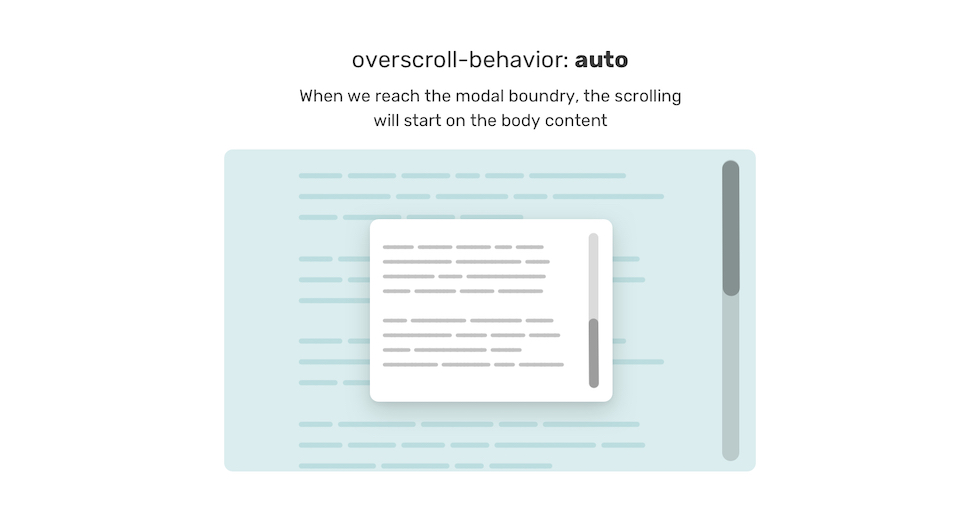 overscroll-behavior: auto
When we reach the modal boundry, the scrolling
will start on the body content